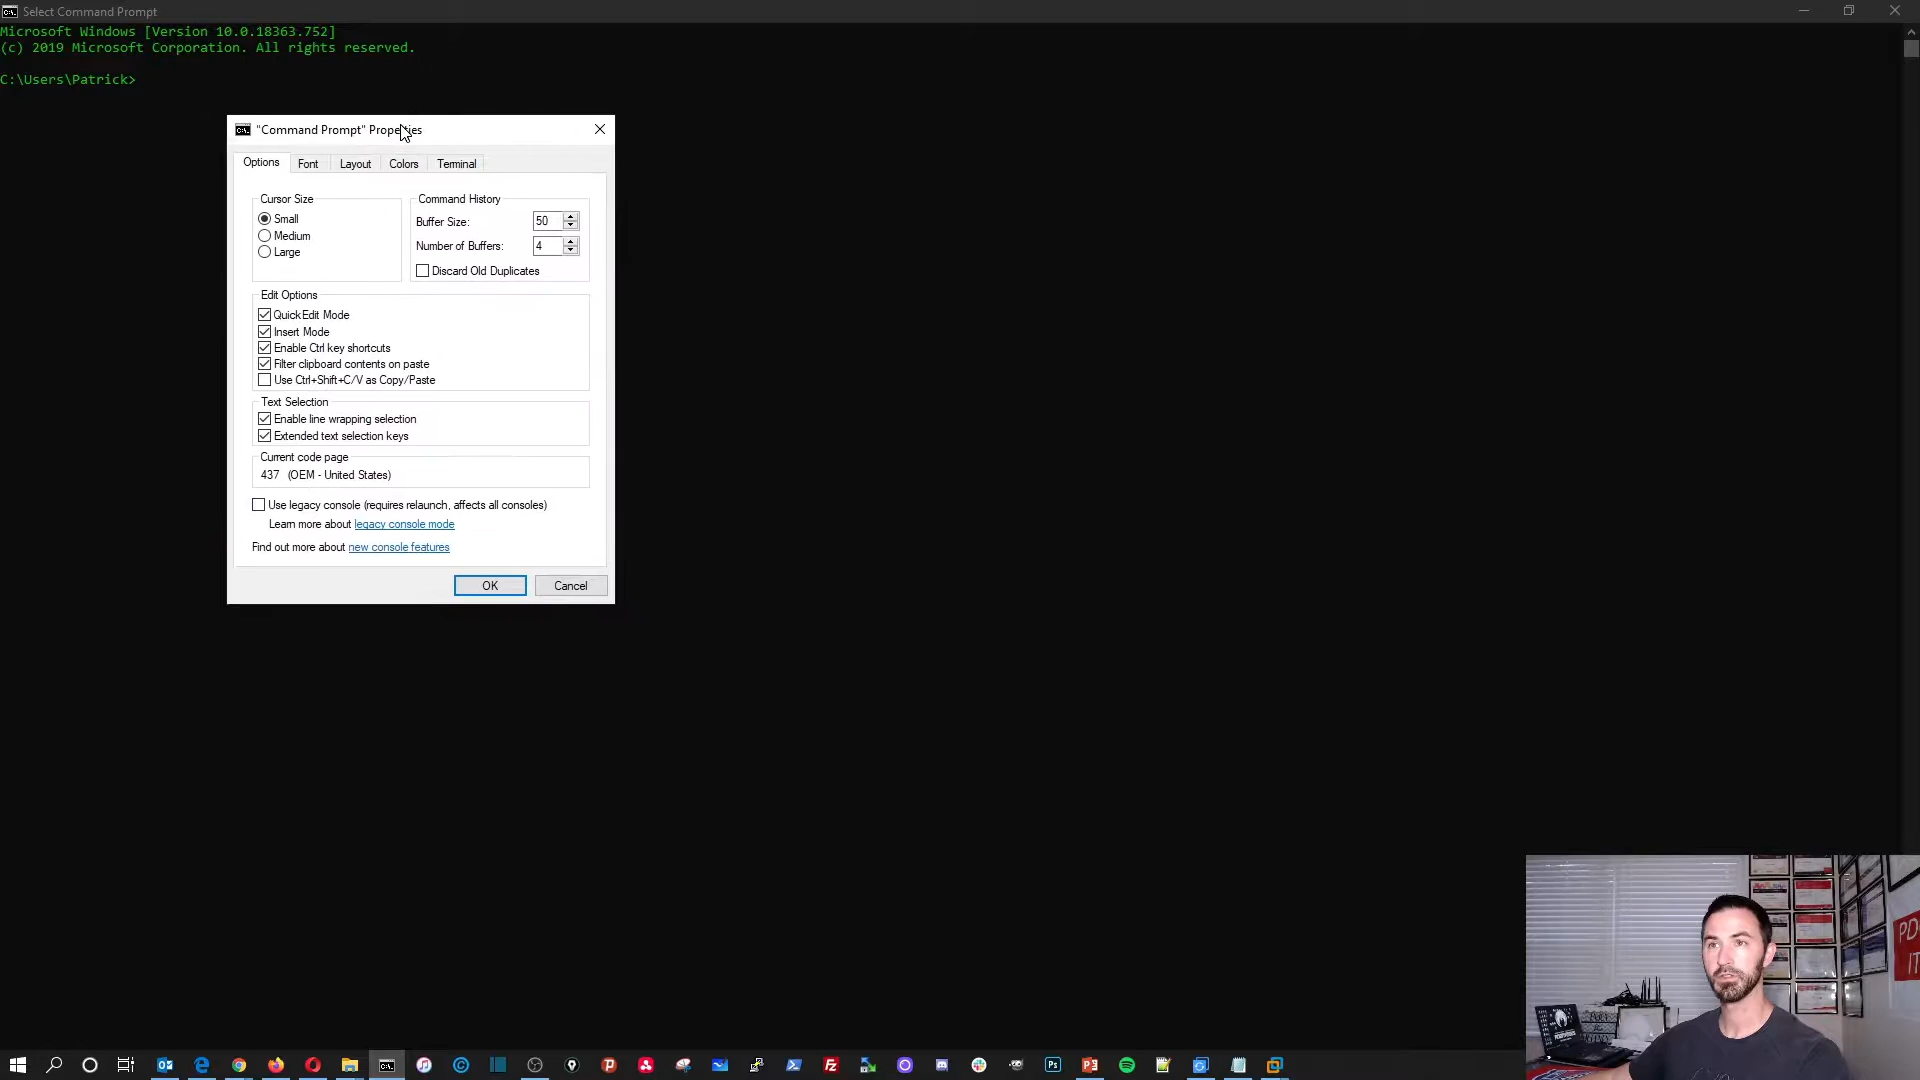 Select Command Prompt
Microsoft Windows [Version 10.0.18363.752]
(c) 2019 Microsoft Corporation. All rights reserved.
C:\Users\Patrick>
"Command Prompt" Properties
Options Font Layout Colors Terminal
Cursor Size
Small
Medium
Large
Command History
Buffer Size: 50
Number of Buffers: 4
Discard Old Duplicates
Edit Options
QuickEdit Mode
Insert Mode
Enable Ctrl key shortcuts
Filter clipboard contents on paste
Use Ctrl+Shift+C/V as Copy/Paste
Text Selection
Enable line wrapping selection
Extended text selection keys
Current code page
437 (OEM - United States)
Use legacy console (requires relaunch, affects all consoles)
Learn more about legacy console mode
Find out more about new console features
OK Cancel
PD
IT